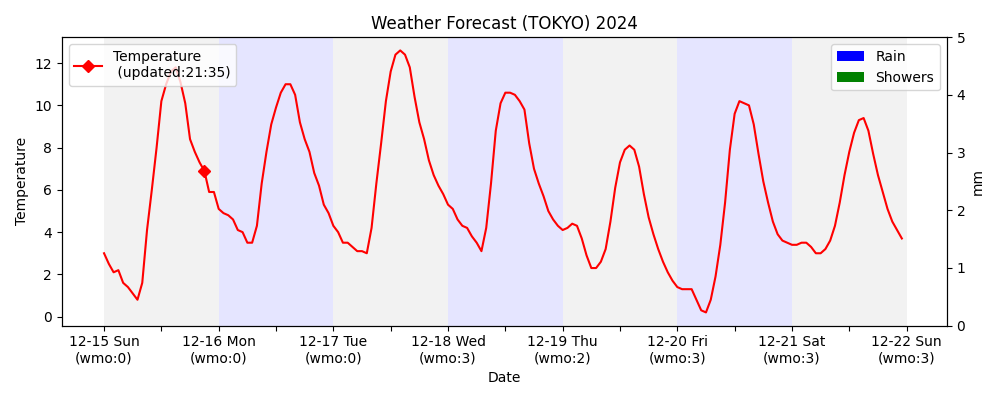 Weather Forecast (TOKYO) 2024
Temperature
(updated:21:35)
Rain
Showers
Temperature
12
10
8
6
4
2
0
5
4
3
2
1
0
mm
12-15 Sun
(wmo:0)
12-16 Mon
(wmo:0)
12-17 Tue
(wmo:0)
12-18 Wed
(wmo:3)
12-19 Thu
(wmo:2)
12-20 Fri
(wmo:3)
12-21 Sat
(wmo:3)
12-22 Sun
(wmo:3)
Date